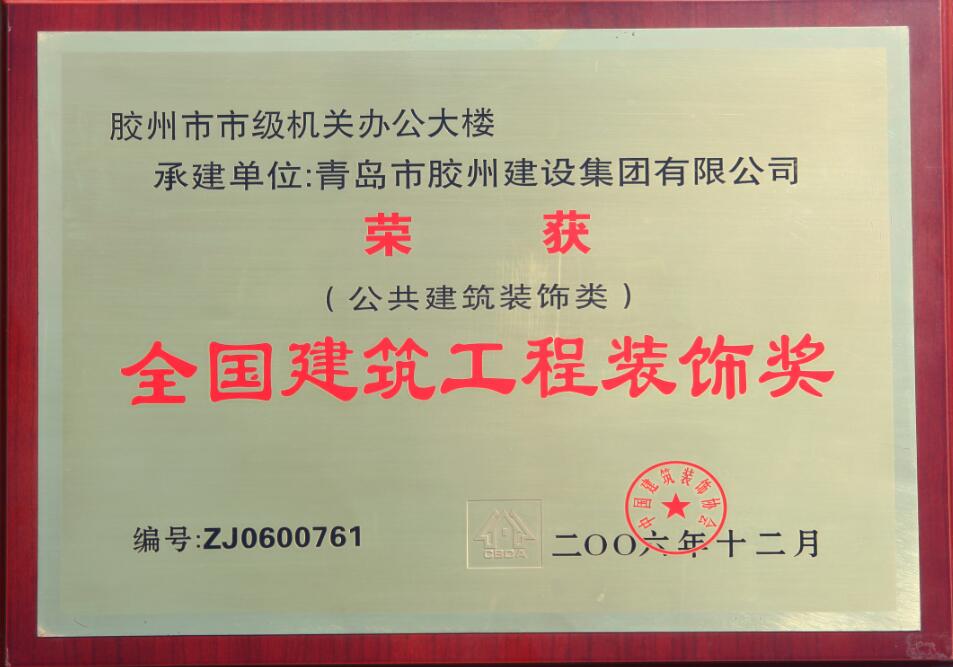 胶州市市级机关办公大楼
承建单位:青岛市胶州建设集团有限公司
荣 获
(公共建筑装饰类)
全国建筑工程装饰奖
中国建筑装饰协会
编号:ZJ0600761
CBDA
二〇〇六年十二月